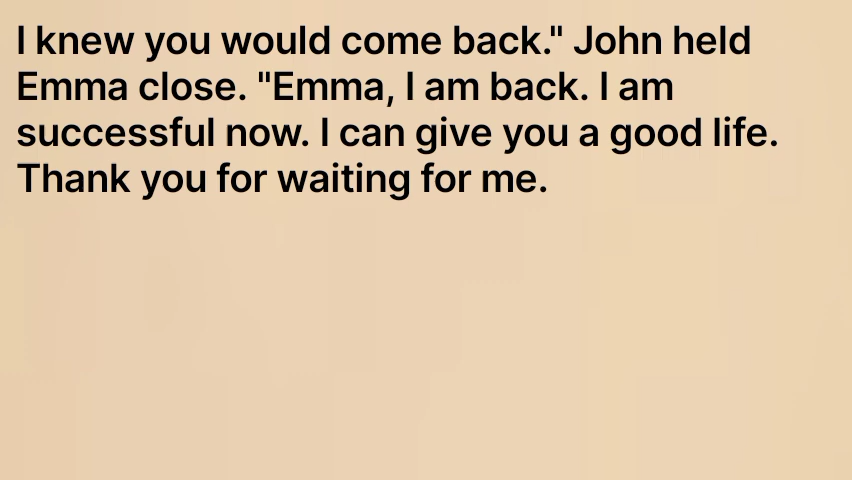 I knew you would come back." John held
Emma close. "Emma, I am back. I am
successful now. I can give you a good life.
Thank you for waiting for me.